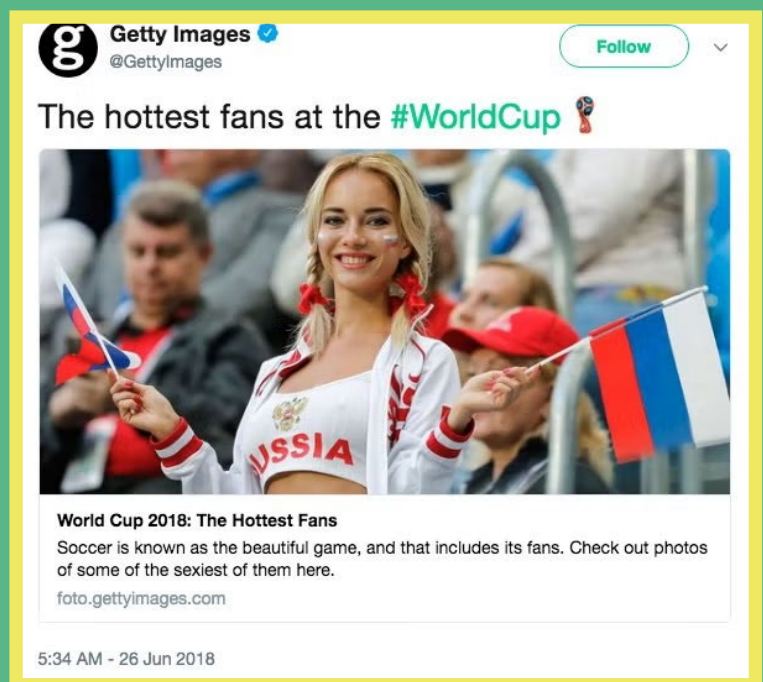 g Getty Images
@GettyImages
Follow
The hottest fans at the #WorldCup
USSIA
World Cup 2018: The Hottest Fans
Soccer is known as the beautiful game, and that includes its fans. Check out photos
of some of the sexiest of them here.
foto.gettyimages.com
5:34 AM - 26 Jun 2018